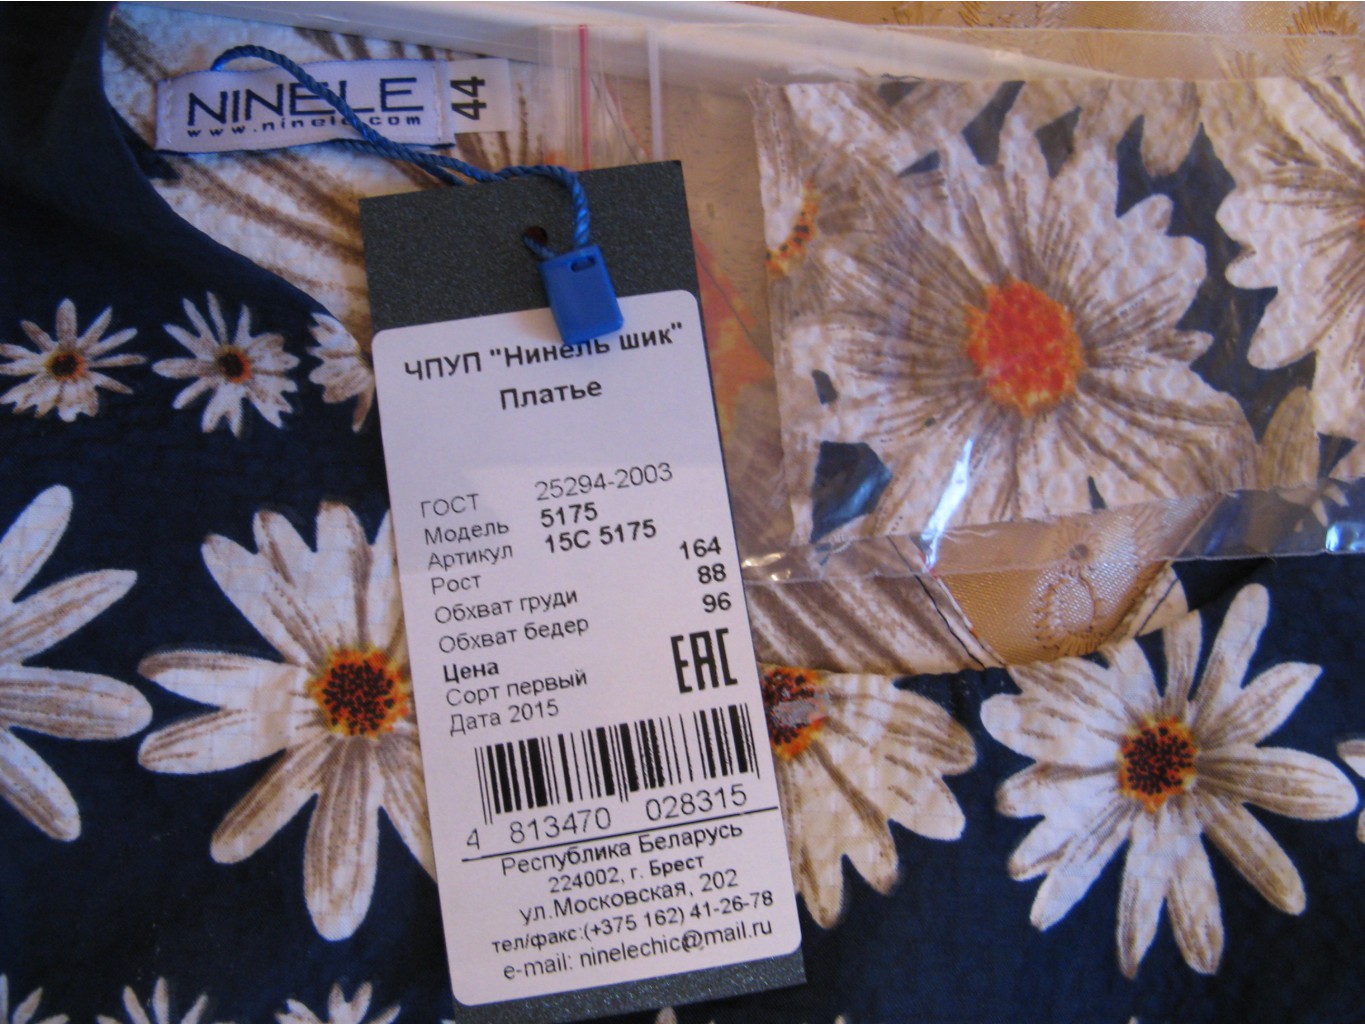 NINELE
www.ninele.com
44
ЧПУП "Нинель шик"
Платье
ГОСТ 25294-2003
Модель 5175
Артикул 15С 5175
Рост 164
Обхват груди 88
Обхват бедер 96
Цена
Сорт первый
Дата 2015
EAC
4 813470 028315
Республика Беларусь
224002, г. Брест
ул.Московская, 202
тел/факс:(+375 162) 41-26-78
e-mail: ninelechic@mail.ru